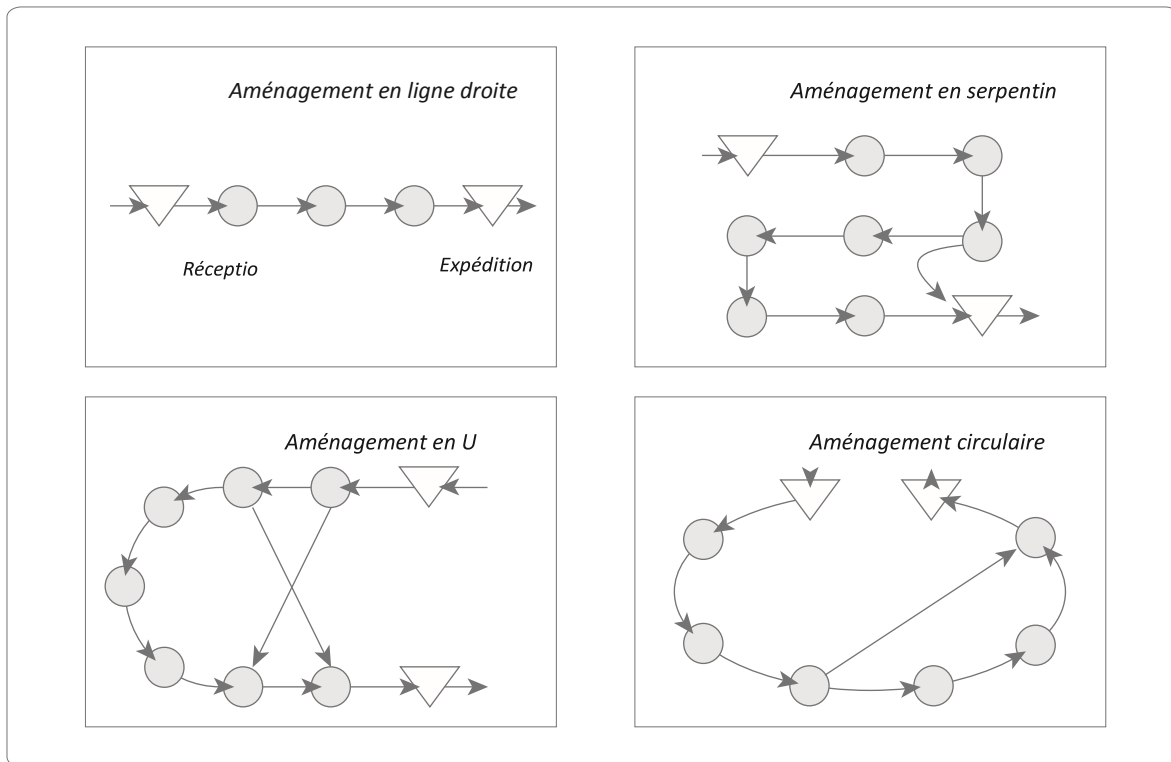 Aménagement en ligne droite
Réceptio
Expédition
Aménagement en serpentin
Aménagement en U
Aménagement circulaire